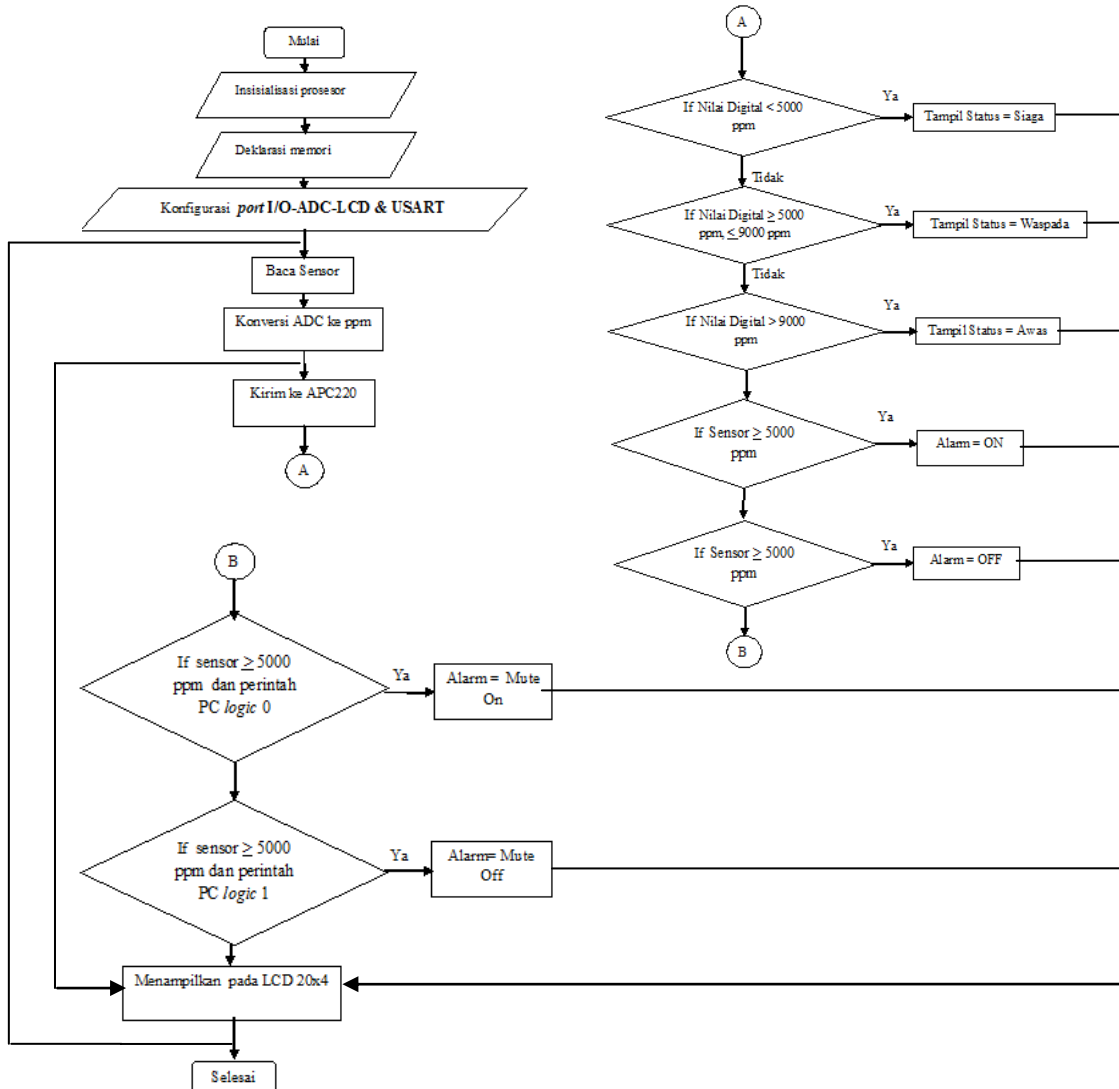 Mulai
Insisialisasi prosesor
Deklarasi memori
Konfigurasi port I/O-ADC-LCD & USART
Baca Sensor
Konversi ADC ke ppm
Kirim ke APC220
A
A
If Nilai Digital < 5000
ppm
Ya
Tampil Status = Siaga
Tidak
If Nilai Digital ≥ 5000
ppm, ≤ 9000 ppm
Ya
Tampil Status = Waspada
Tidak
If Nilai Digital > 9000
ppm
Ya
Tampil Status = Awas
If Sensor ≥ 5000
ppm
Ya
Alarm = ON
If Sensor ≥ 5000
ppm
Ya
Alarm = OFF
B
B
If sensor ≥ 5000
ppm dan perintah
PC logic 0
Ya
Alarm = Mute
On
If sensor ≥ 5000
ppm dan perintah
PC logic 1
Ya
Alarm= Mute
Off
Menampilkan pada LCD 20x4
Selesai